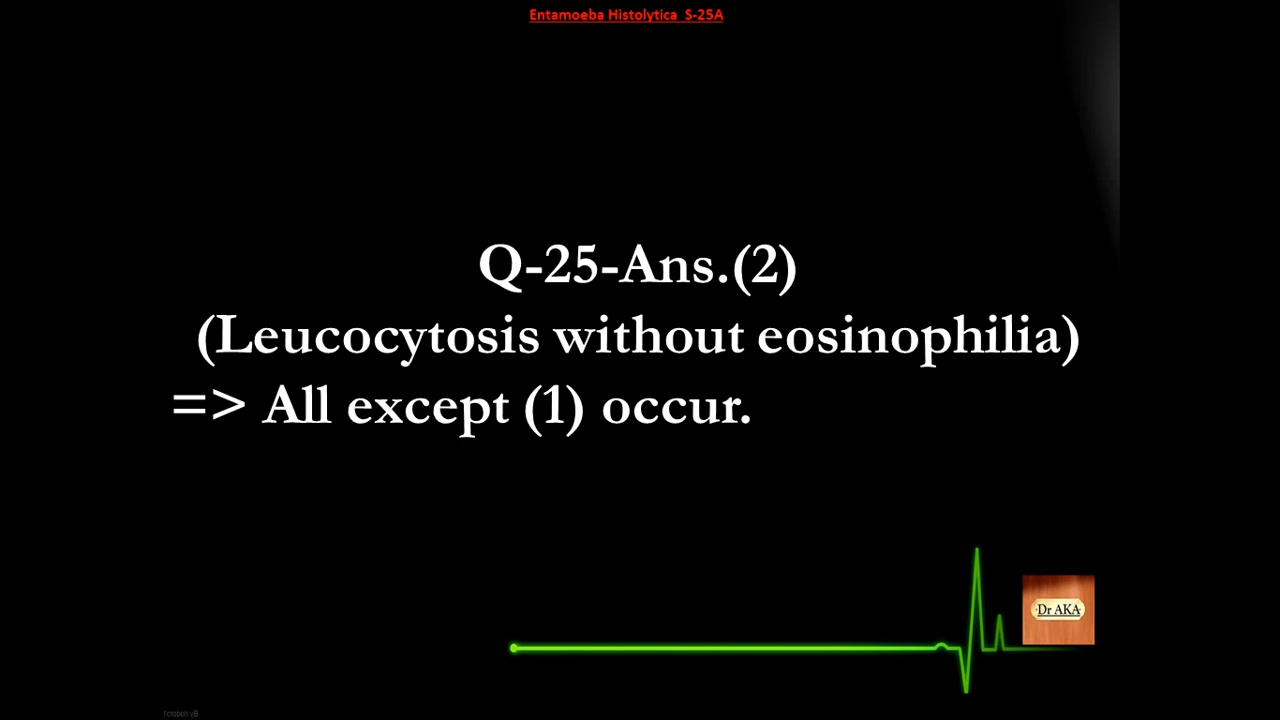 Entamoeba Histolytica S-25A
Q-25-Ans.(2)
(Leucocytosis without eosinophilia)
=> All except (1) occur.
Dr AKA